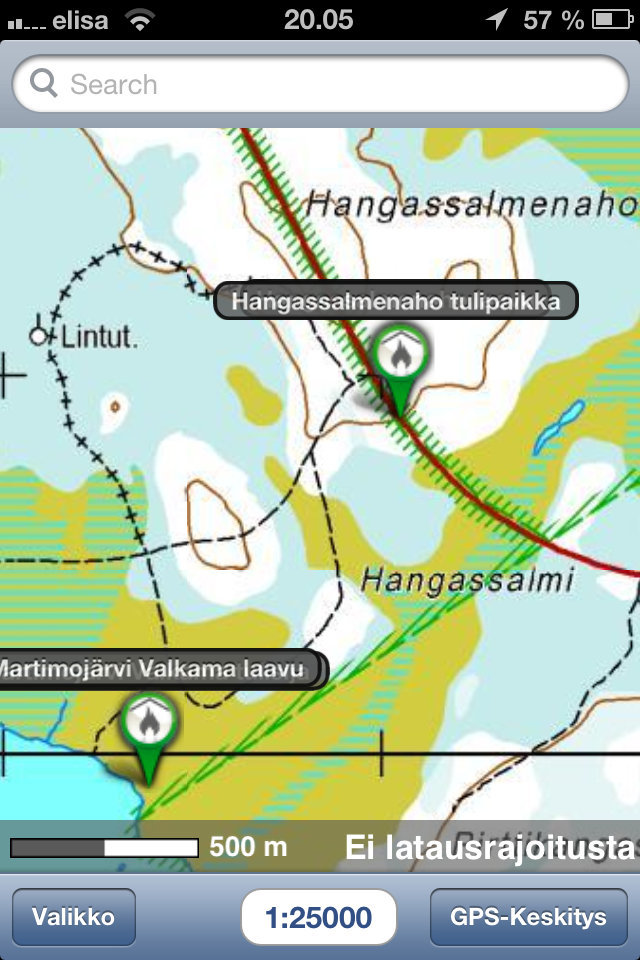 elisa 20.05 57 %
Search
Hangassalmenaho
Hangassalmenaho tulipaikka
Lintut.
Hangassalmi
Martimojärvi Valkama laavu
500 m Ei latausrajoitusta
Valikko 1:25000 GPS-Keskitys